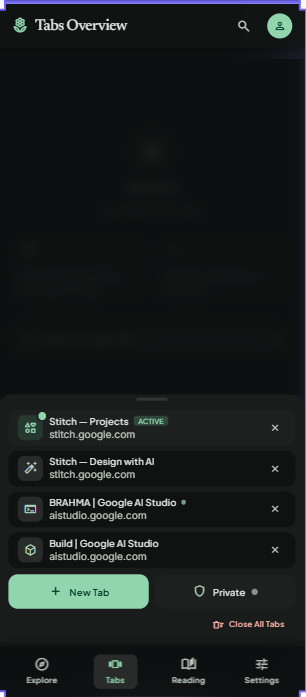 Tabs Overview
Stitch — Projects ACTIVE
stitch.google.com
Stitch — Design with AI
stitch.google.com
BRAHMA | Google AI Studio
aistudio.google.com
Build | Google AI Studio
aistudio.google.com
New Tab
Private
Close All Tabs
Explore
Tabs
Reading
Settings